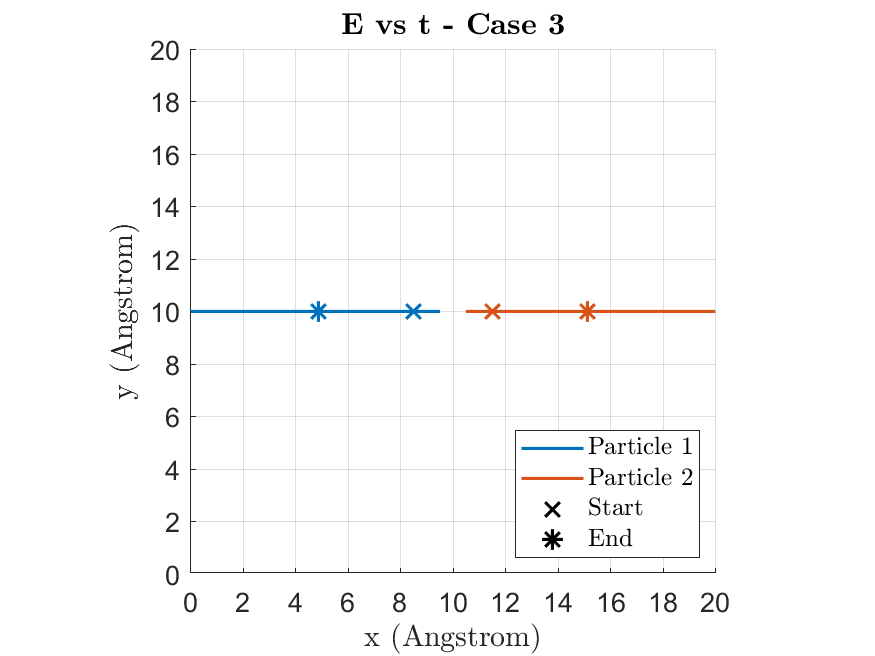 E vs t - Case 3
20
18
16
14
12
10
8
6
4
2
0
y (Angstrom)
0 2 4 6 8 10 12 14 16 18 20
x (Angstrom)
Particle 1
Particle 2
Start
End